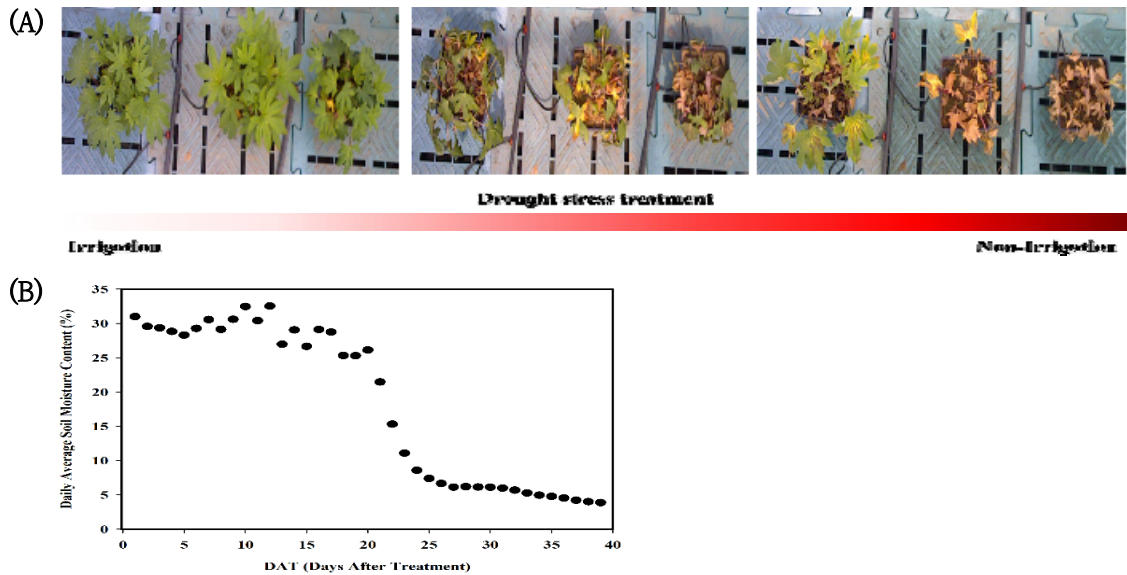 (A)
Drought stress treatment
Irrigation
Non-Irrigation
(B)
Daily Average Soil Moisture Content (%)
35
30
25
20
15
10
5
0
0 5 10 15 20 25 30 35 40
DAT (Days After Treatment)